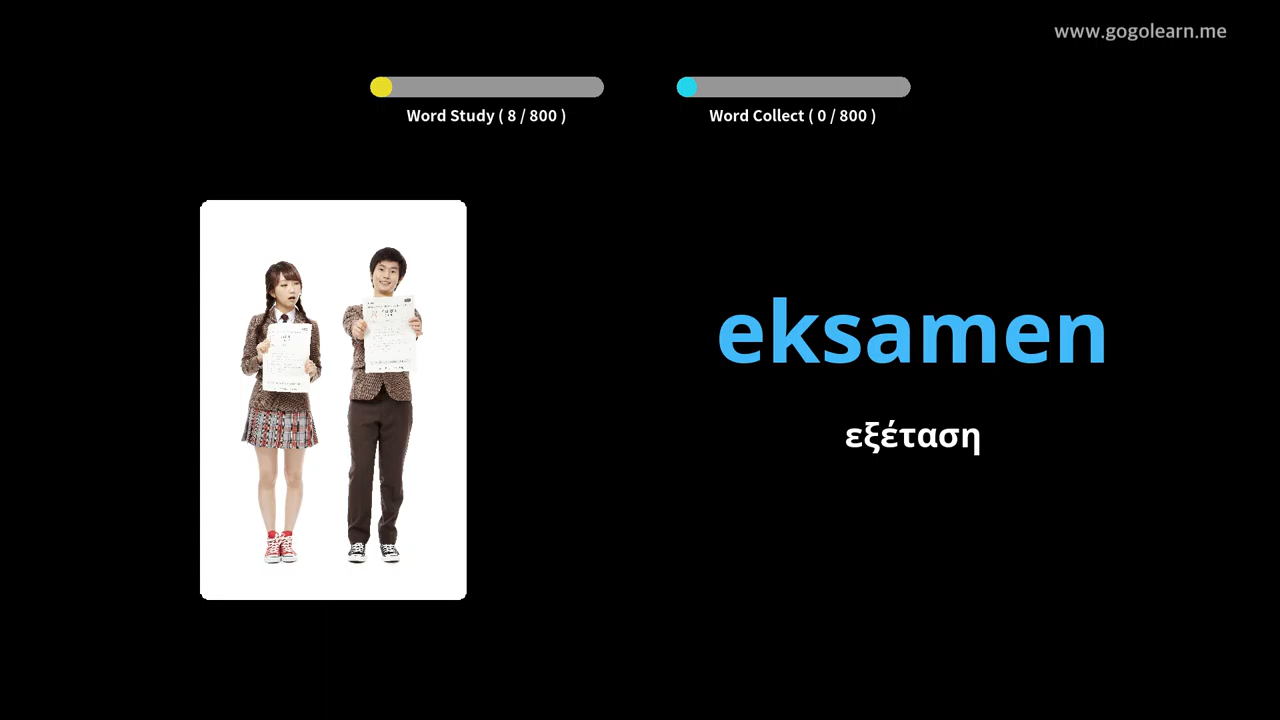 www.gogolearn.me
Word Study ( 8 / 800 )
Word Collect ( 0 / 800 )
eksamen
εξέταση